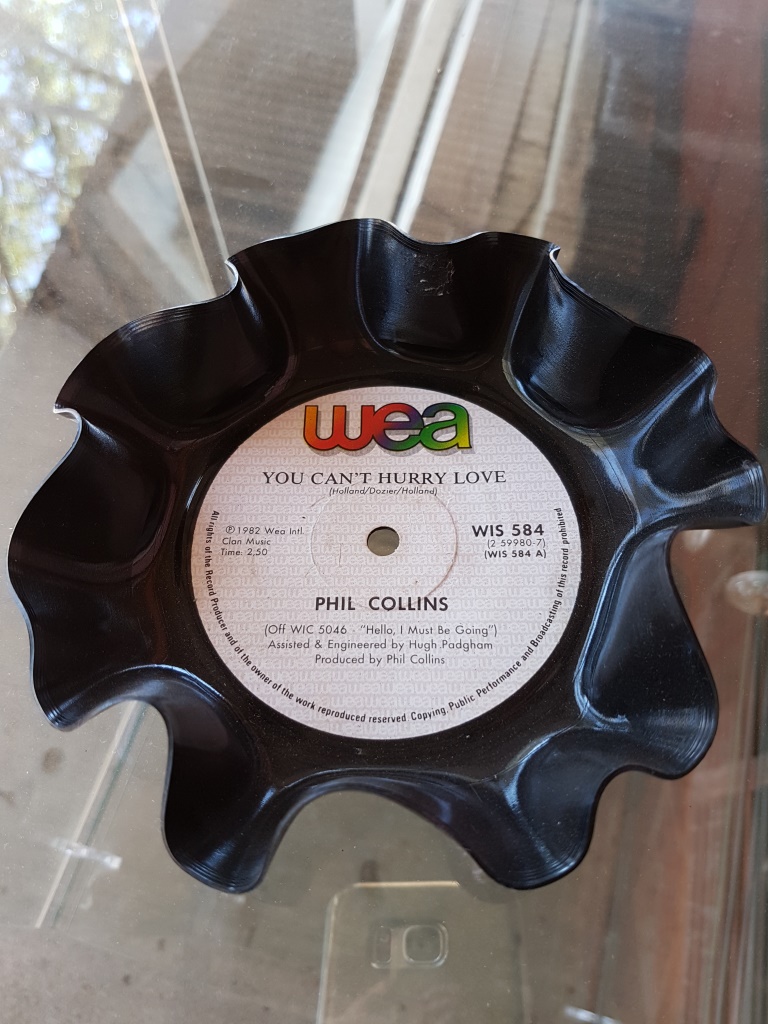 wea
YOU CAN'T HURRY LOVE
(Holland/Dozier/Holland)
℗ 1982 Wea Intl.
Clan Music
Time: 2,50
WIS 584
(2 59980-7)
(WIS 584 A)
PHIL COLLINS
(Off WIC 5046 - "Hello, I Must Be Going")
Assisted & Engineered by Hugh Padgham
Produced by Phil Collins
All rights of the Record Producer and of the owner of the work reproduced reserved. Copying, Public Performance and Broadcasting of this record prohibited